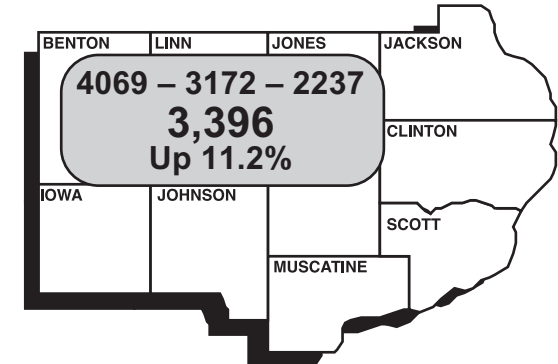 BENTON LINN JONES JACKSON
4069 – 3172 – 2237
3,396
Up 11.2%
CLINTON
IOWA JOHNSON
SCOTT
MUSCATINE